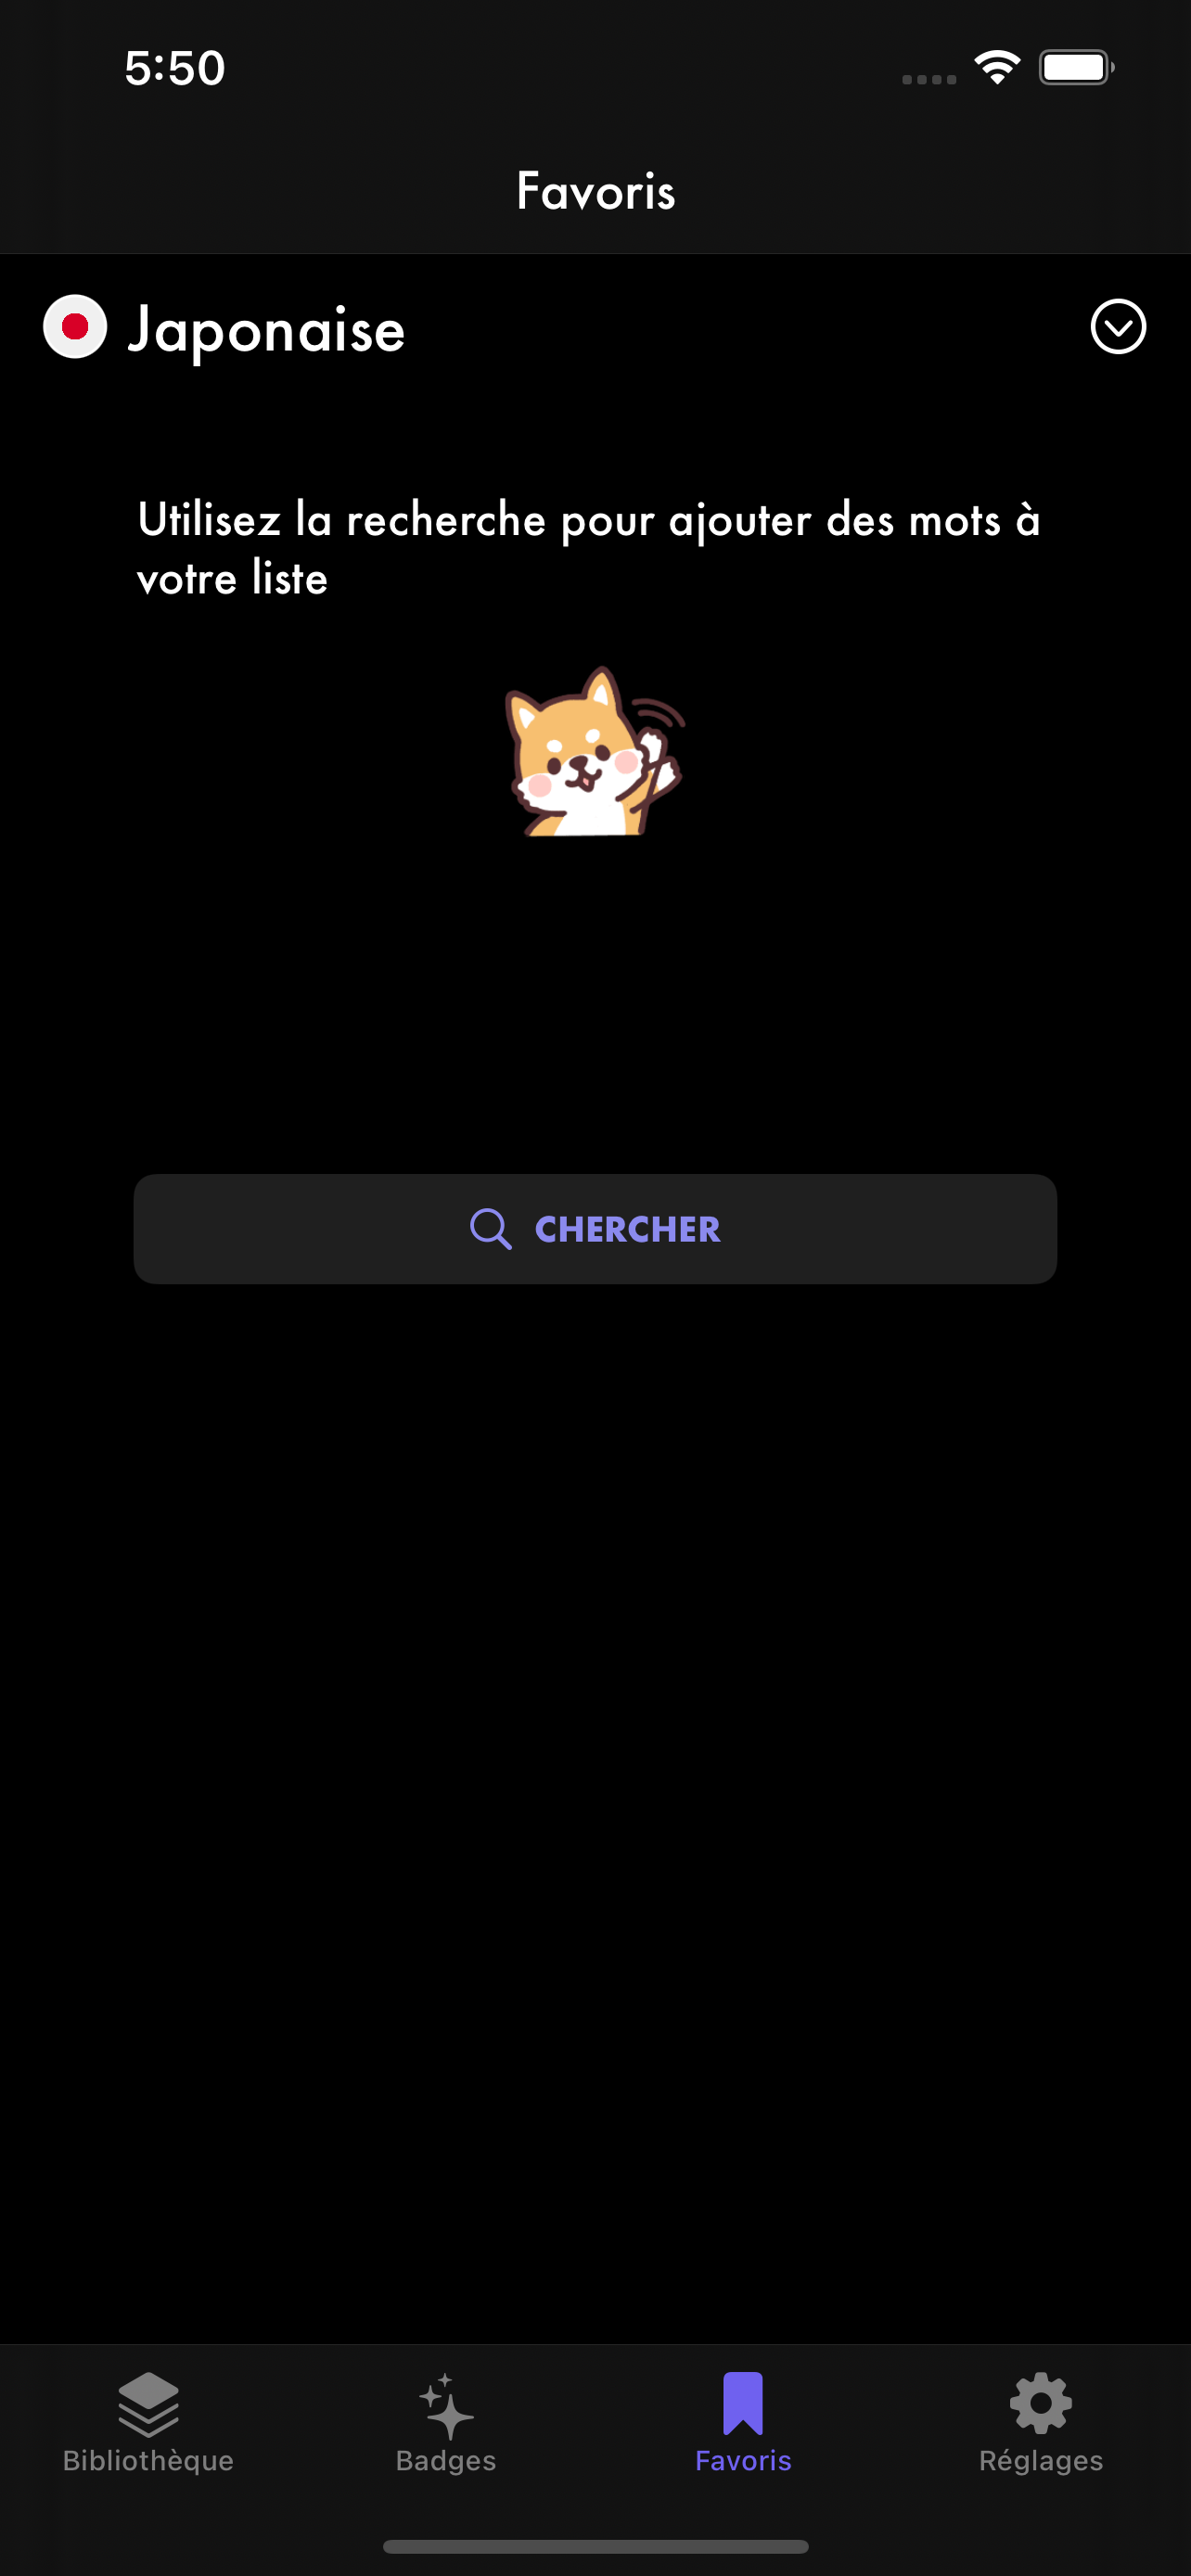 5:50
Favoris
Japonaise
Utilisez la recherche pour ajouter des mots à
votre liste
CHERCHER
Bibliothèque
Badges
Favoris
Réglages